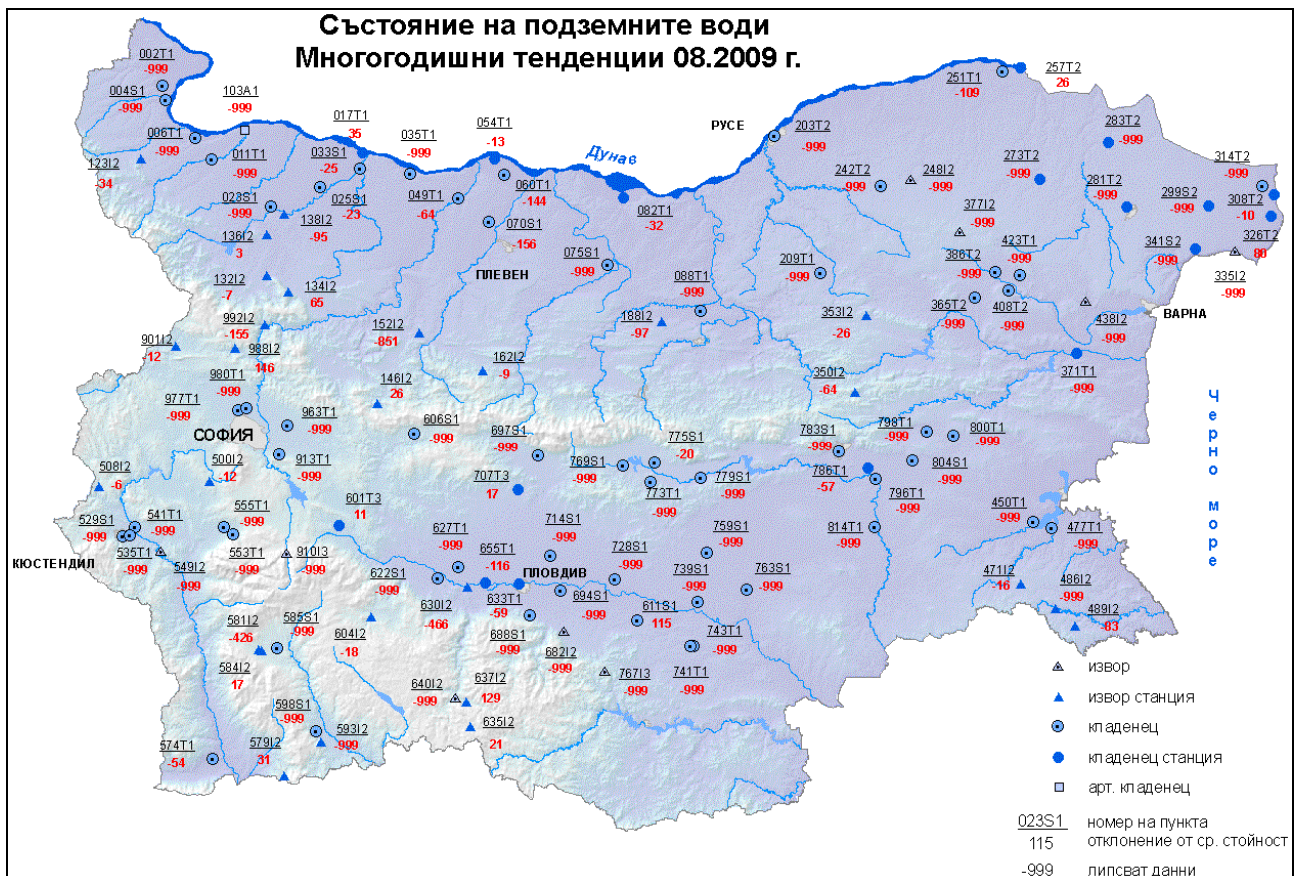 Състояние на подземните води
Многогодишни тенденции 08.2009 г.
002T1
-999
004S1
-999
103A1
-999
006T1
-999
011T1
-999
123I2
34
017T1
35
033S1
-25
035T1
-999
054T1
-13
Дунав
РУСЕ
203T2
-999
251T1
-109
257T2
26
283T2
-999
314T2
-999
028S1
-999
025S1
-23
049T1
-64
060T1
-144
082T1
-32
242T2
-999
248I2
-999
273T2
-999
281T2
-999
299S2
-999
308T2
-10
326T2
80
138I2
-95
136I2
3
070S1
-156
377I2
-999
341S2
-999
335I2
-999
132I2
-7
134I2
65
ПЛЕВЕН
075S1
-999
088T1
-999
209T1
-999
386T2
-999
423T1
-999
365T2
-999
408T2
-999
438I2
-999
ВАРНА
992I2
-155
901I2
-12
988I2
146
152I2
-851
188I2
-97
353I2
-26
162I2
-9
146I2
26
350I2
-64
371T1
-999
980T1
-999
977T1
-999
963T1
-999
606S1
-999
697S1
-999
775S1
-20
783S1
-999
798T1
-999
800T1
-999
Черно море
СОФИЯ
500I2
-12
913T1
-999
508I2
-6
707T3
17
769S1
-999
773T1
-999
779S1
-999
786T1
-57
796T1
-999
804S1
-999
601T3
11
529S1
-999
541T1
-999
555T1
-999
535T1
-999
КЮСТЕНДИЛ
549I2
-999
553T1
-999
910I3
-999
627T1
-999
655T1
-116
714S1
-999
ПЛОВДИВ
728S1
-999
759S1
-999
814T1
-999
450T1
-999
477T1
-999
622S1
-999
630I2
-466
633T1
-59
694S1
-999
611S1
115
739S1
-999
763S1
-999
471I2
-16
486I2
-999
489I2
-83
581I2
-426
585S1
-999
604I2
-18
688S1
-999
682I2
-999
743T1
-999
584I2
17
640I2
-999
637I2
129
767I3
-999
741T1
-999
598S1
-999
593I2
-999
635I2
21
574T1
-54
579I2
31
извор
извор станция
кладенец
кладенец станция
арт. кладенец
023S1 номер на пункта
115 отклонение от ср. стойност
-999 липсват данни